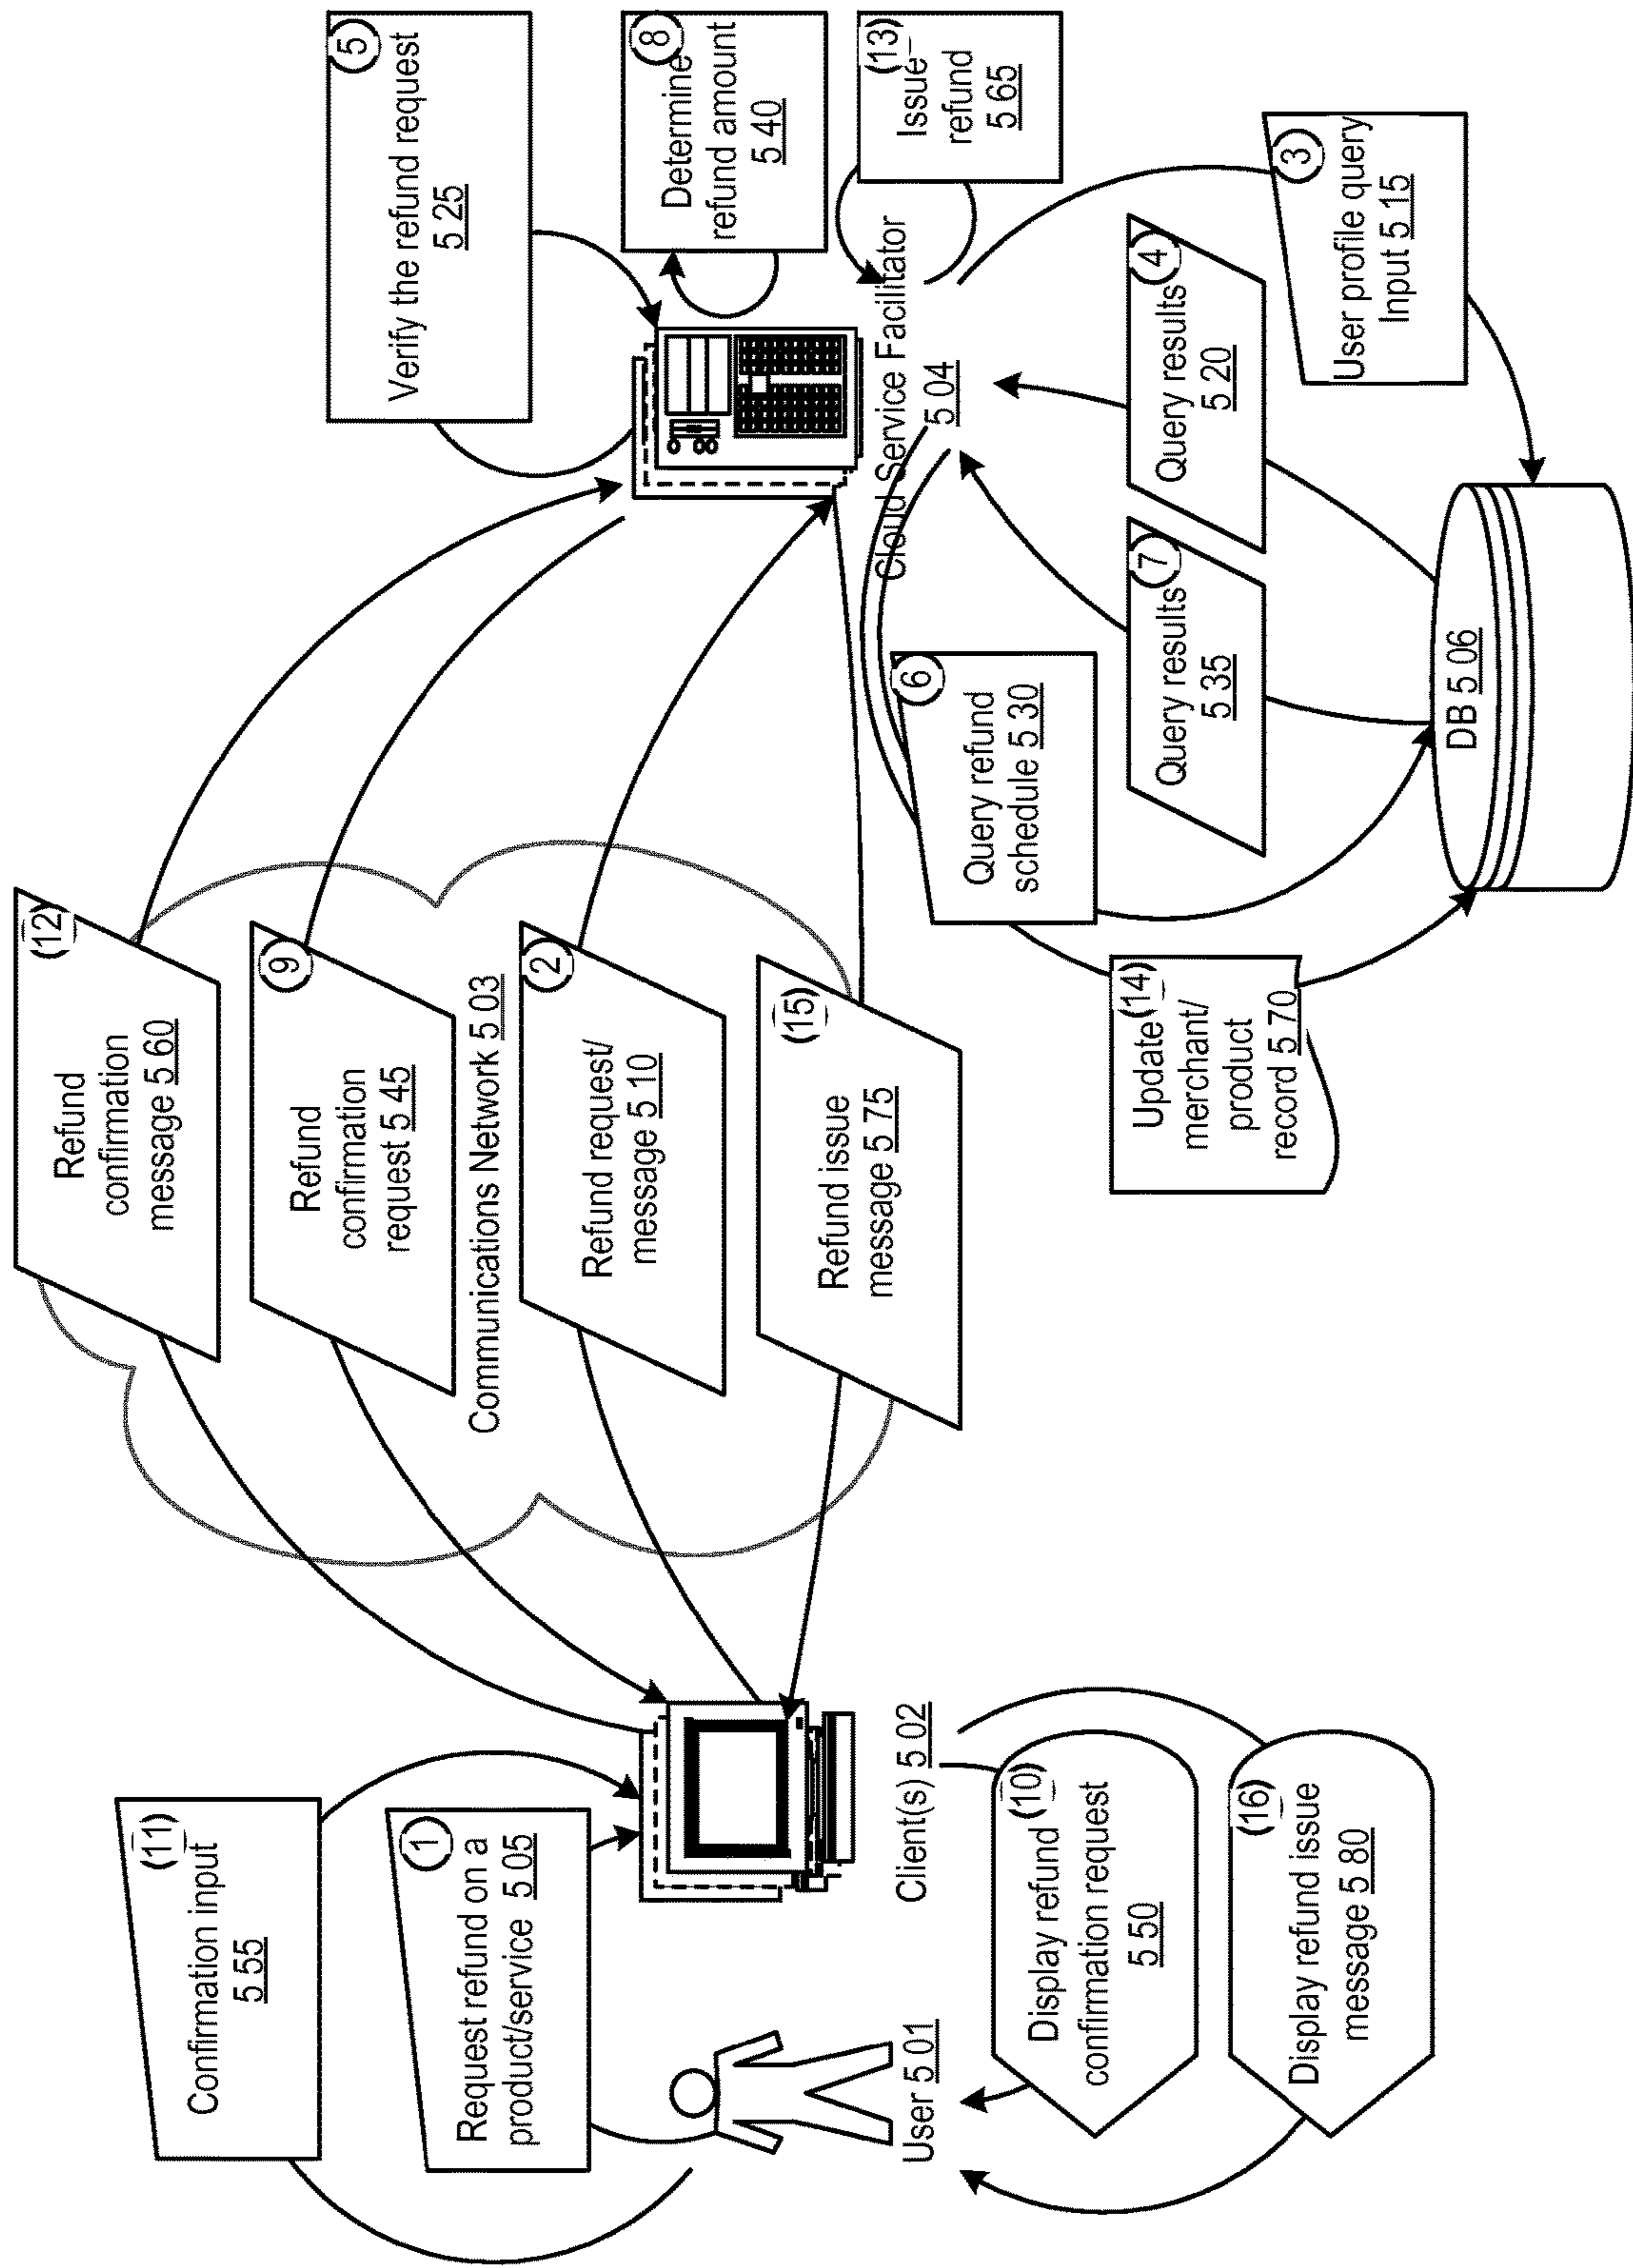 (11)
Confirmation input
5 55
1
Request refund on a
product/service 5 05
User 5 01
Client(s) 5 02
(10)
Display refund
confirmation request
5 50
(16)
Display refund issue
message 5 80
(12)
Refund
confirmation
message 5 60
9
Refund
confirmation
request 5 45
Communications Network 5 03
2
Refund request/
message 5 10
(15)
Refund issue
message 5 75
(14)
Update
merchant/
product
record 5 70
5
Verify the refund request
5 25
8
Determine
refund amount
5 40
(13)
Issue
refund
5 65
Cloud Service Facilitator
5 04
6
Query refund
schedule 5 30
7
Query results
5 35
4
Query results
5 20
3
User profile query
Input 5 15
DB 5 06